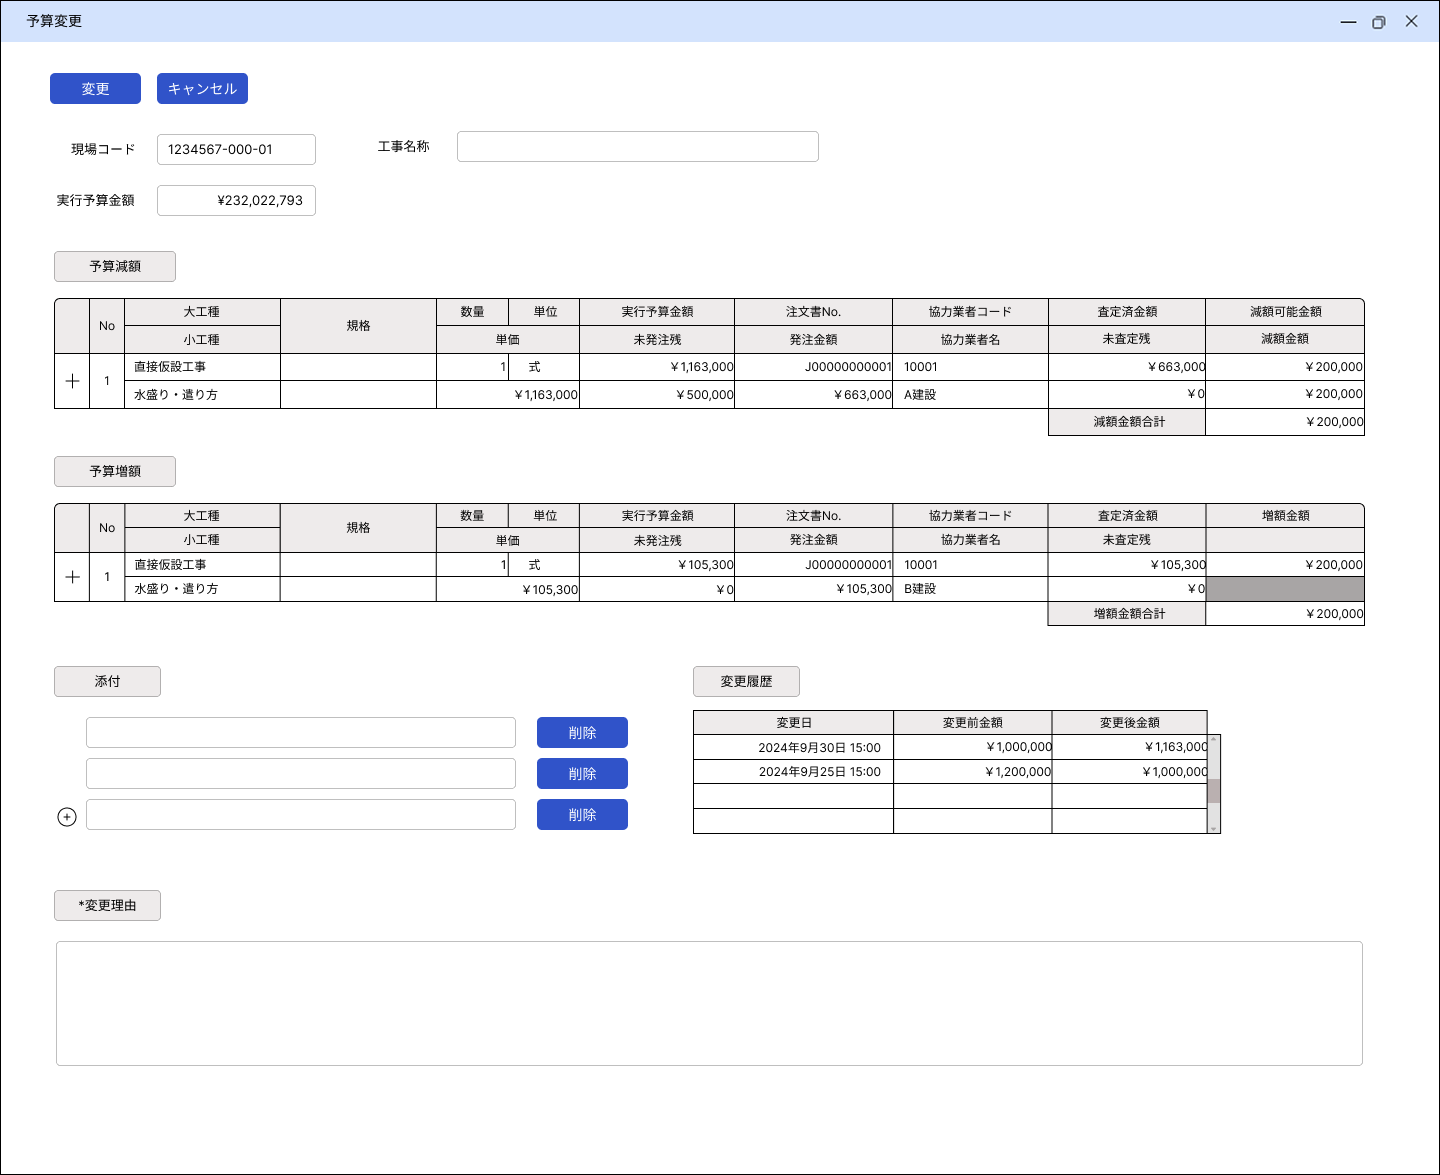 予算変更
変更 キャンセル
現場コード 1234567-000-01 工事名称
実行予算金額 ¥232,022,793
予算減額
No 大工種 規格 数量 単位 実行予算金額 注文書No. 協力業者コード 査定済金額 減額可能金額
小工種 単価 未発注残 発注金額 協力業者名 未査定残 減額金額
1 直接仮設工事 1 式 ￥1,163,000 J00000000001 10001 ￥663,000 ￥200,000
水盛り・遣り方 ￥1,163,000 ￥500,000 ￥663,000 A建設 ￥0 ￥200,000
減額金額合計 ￥200,000
予算増額
No 大工種 規格 数量 単位 実行予算金額 注文書No. 協力業者コード 査定済金額 増額金額
小工種 単価 未発注残 発注金額 協力業者名 未査定残
1 直接仮設工事 1 式 ￥105,300 J00000000001 10001 ￥105,300 ￥200,000
水盛り・遣り方 ￥105,300 ￥0 ￥105,300 B建設 ￥0
増額金額合計 ￥200,000
添付
削除
削除
削除
変更履歴
変更日 変更前金額 変更後金額
2024年9月30日 15:00 ￥1,000,000 ￥1,163,000
2024年9月25日 15:00 ￥1,200,000 ￥1,000,000
*変更理由